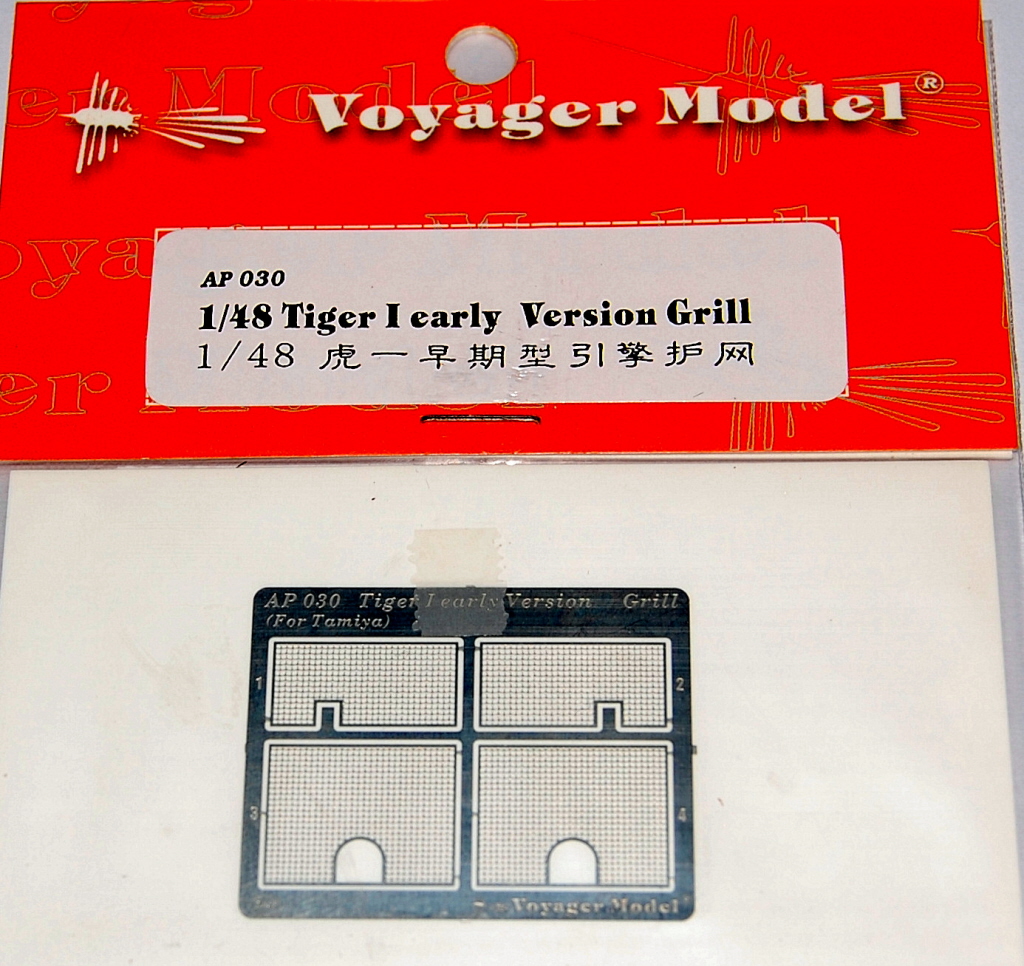 Voyager Model®
AP 030
1/48 Tiger I early Version Grill
1/48 虎一早期型引擎护网
AP 030 Tiger I early Version Grill
(For Tamiya)
1
2
3
4
Voyager Model